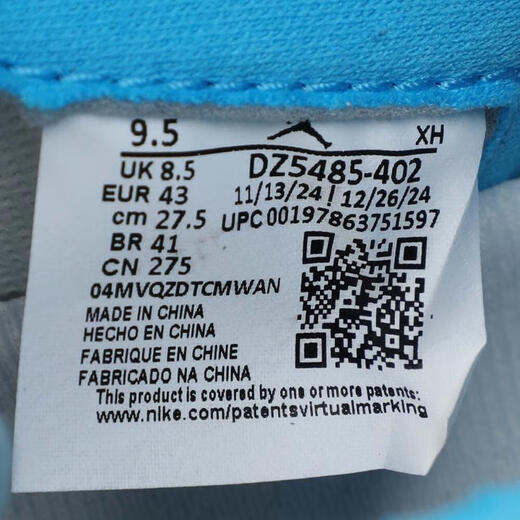 9.5 XH
UK 8.5 DZ5485-402
EUR 43 11/13/24 | 12/26/24
cm 27.5 UPC 00197863751597
BR 41
CN 275
04MVQZDTCMWAN
MADE IN CHINA
HECHO EN CHINA
FABRIQUE EN CHINE
FABRICADO NA CHINA
This product is covered by one or more patents:
www.nike.com/patentsvirtualmarking